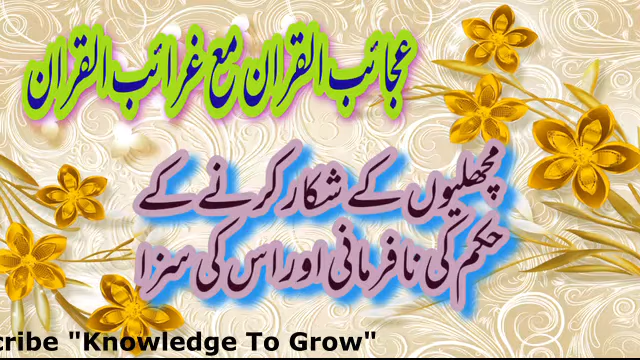 عجائب القرآن مع غرائب القرآن
مچھلیوں کے شکار کرنے کے
حکم کی نافرمانی اور اس کی سزا
cribe "Knowledge To Grow"